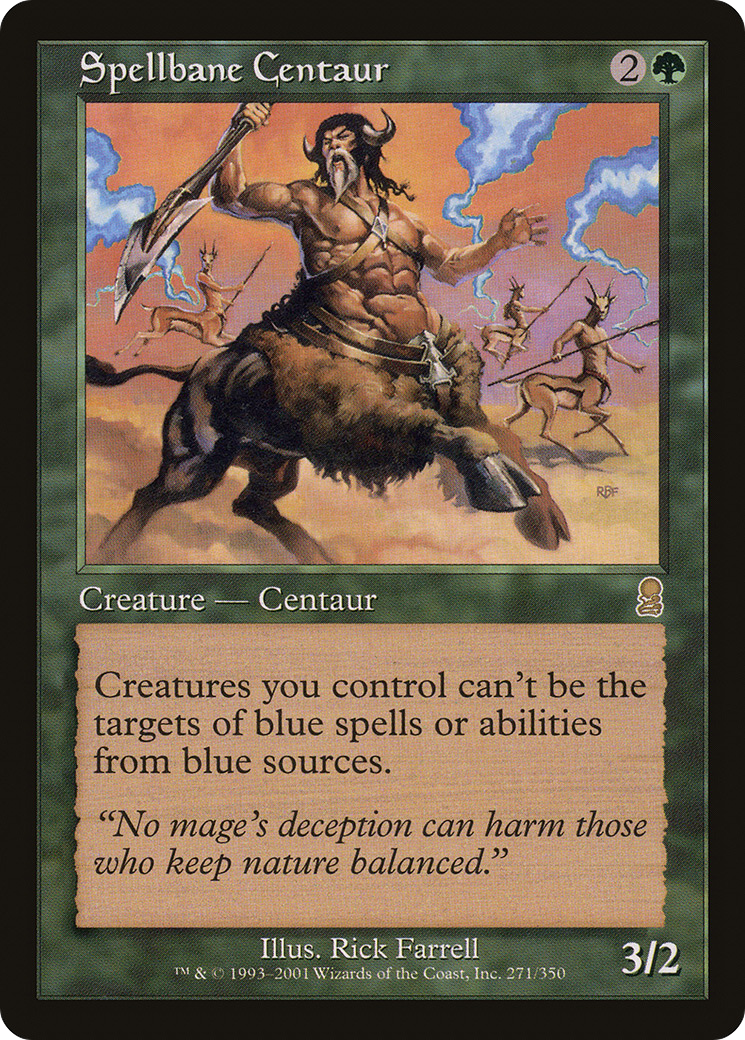 Spellbane Centaur
2
RBF
Creature — Centaur
Creatures you control can't be the
targets of blue spells or abilities
from blue sources.
“No mage's deception can harm those
who keep nature balanced.”
Illus. Rick Farrell
™ & © 1993–2001 Wizards of the Coast, Inc. 271/350
3/2